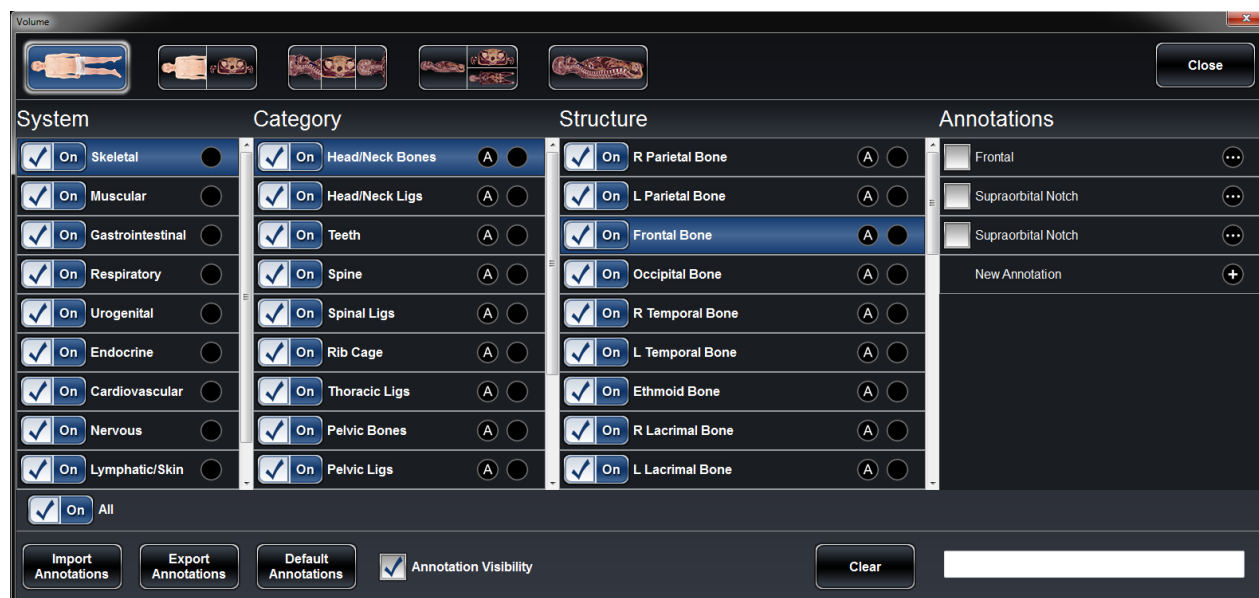 Volume
x
Close
System Category Structure Annotations
On Skeletal On Head/Neck Bones A On R Parietal Bone A Frontal
On Muscular On Head/Neck Ligs A On L Parietal Bone A Supraorbital Notch
On Gastrointestinal On Teeth A On Frontal Bone A Supraorbital Notch
On Respiratory On Spine A On Occipital Bone A New Annotation +
On Urogenital On Spinal Ligs A On R Temporal Bone A
On Endocrine On Rib Cage A On L Temporal Bone A
On Cardiovascular On Thoracic Ligs A On Ethmoid Bone A
On Nervous On Pelvic Bones A On R Lacrimal Bone A
On Lymphatic/Skin On Pelvic Ligs A On L Lacrimal Bone A
On All
Import Annotations Export Annotations Default Annotations Annotation Visibility Clear